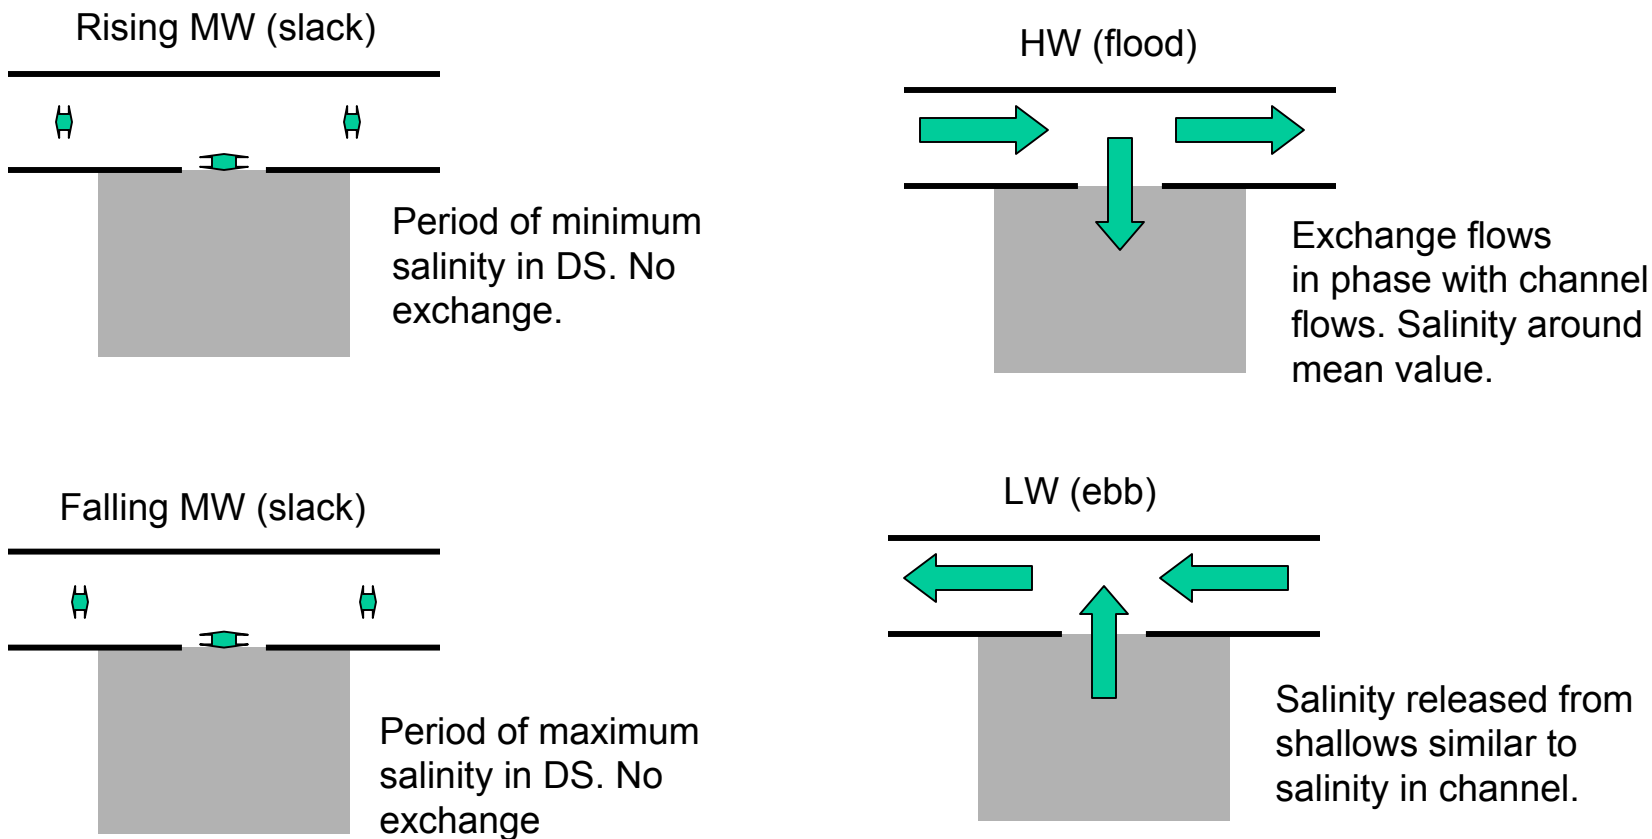 Rising MW (slack)
Period of minimum
salinity in DS. No
exchange.
HW (flood)
Exchange flows
in phase with channel
flows. Salinity around
mean value.
Falling MW (slack)
Period of maximum
salinity in DS. No
exchange
LW (ebb)
Salinity released from
shallows similar to
salinity in channel.